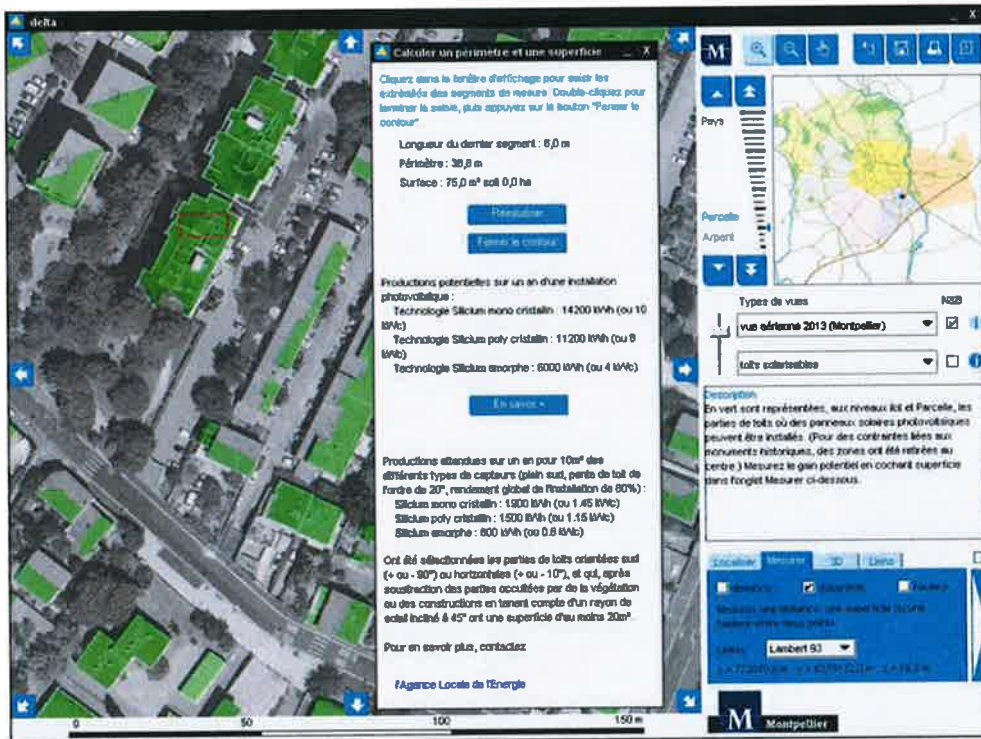 delta
Calculer un périmètre et une superficie
Cliquez dans la fenêtre d'affichage pour saisir les
extrémités des segments de mesure. Double-cliquez pour
terminer la saisie, puis appuyez sur le bouton "Fermer le
contour"
Longueur du dernier segment : 6,0 m
Périmètre : 38,8 m
Surface : 75,0 m² soit 0,0 ha
Réinitialiser
Fermer le contour
Productions potentielles sur un an d'une installation
photovoltaïque :
Technologie Silicium mono cristallin : 14200 kWh (ou 10
kWc)
Technologie Silicium poly cristallin : 11200 kWh (ou 8
kWc)
Technologie Silicium amorphe : 6000 kWh (ou 4 kWc)
En savoir +
Productions attendues sur un an pour 10m² des
différents types de capteurs (plein sud, pente de toit de
l'ordre de 20°, rendement global de l'installation de 80%) :
Silicium mono cristallin : 1900 kWh (ou 1.45 kWc)
Silicium poly cristallin : 1500 kWh (ou 1.15 kWc)
Silicium amorphe : 800 kWh (ou 0.6 kWc)
Ont été sélectionnées les parties de toits orientées sud
(+ ou - 90°) ou horizontales (+ ou - 10°), et qui, après
soustraction des parties occultées par de la végétation
ou des constructions en tenant compte d'un rayon de
soleil incliné à 45° ont une superficie d'au moins 20m².
Pour en savoir plus, contactez
l'Agence Locale de l'Energie
0 50 100 150 m
M
Pays
Parcelle
Arpent
Types de vues
vue aérienne 2013 (Montpellier)
toits solarisables
Description
En vert sont représentées, aux niveaux ilot et Parcelle, les
parties de toits où des panneaux solaires photovoltaïques
peuvent être installés. (Pour des contraintes liées aux
monuments historiques, des zones ont été retirées au
centre.) Mesurez le gain potentiel en cochant superficie
dans l'onglet Mesurer ci-dessous.
Localiser Mesurer 3D Liens
distance superficie hauteur
Mesurez une distance, une superficie ou une
hauteur entre deux points
Lambert 93
M Montpellier